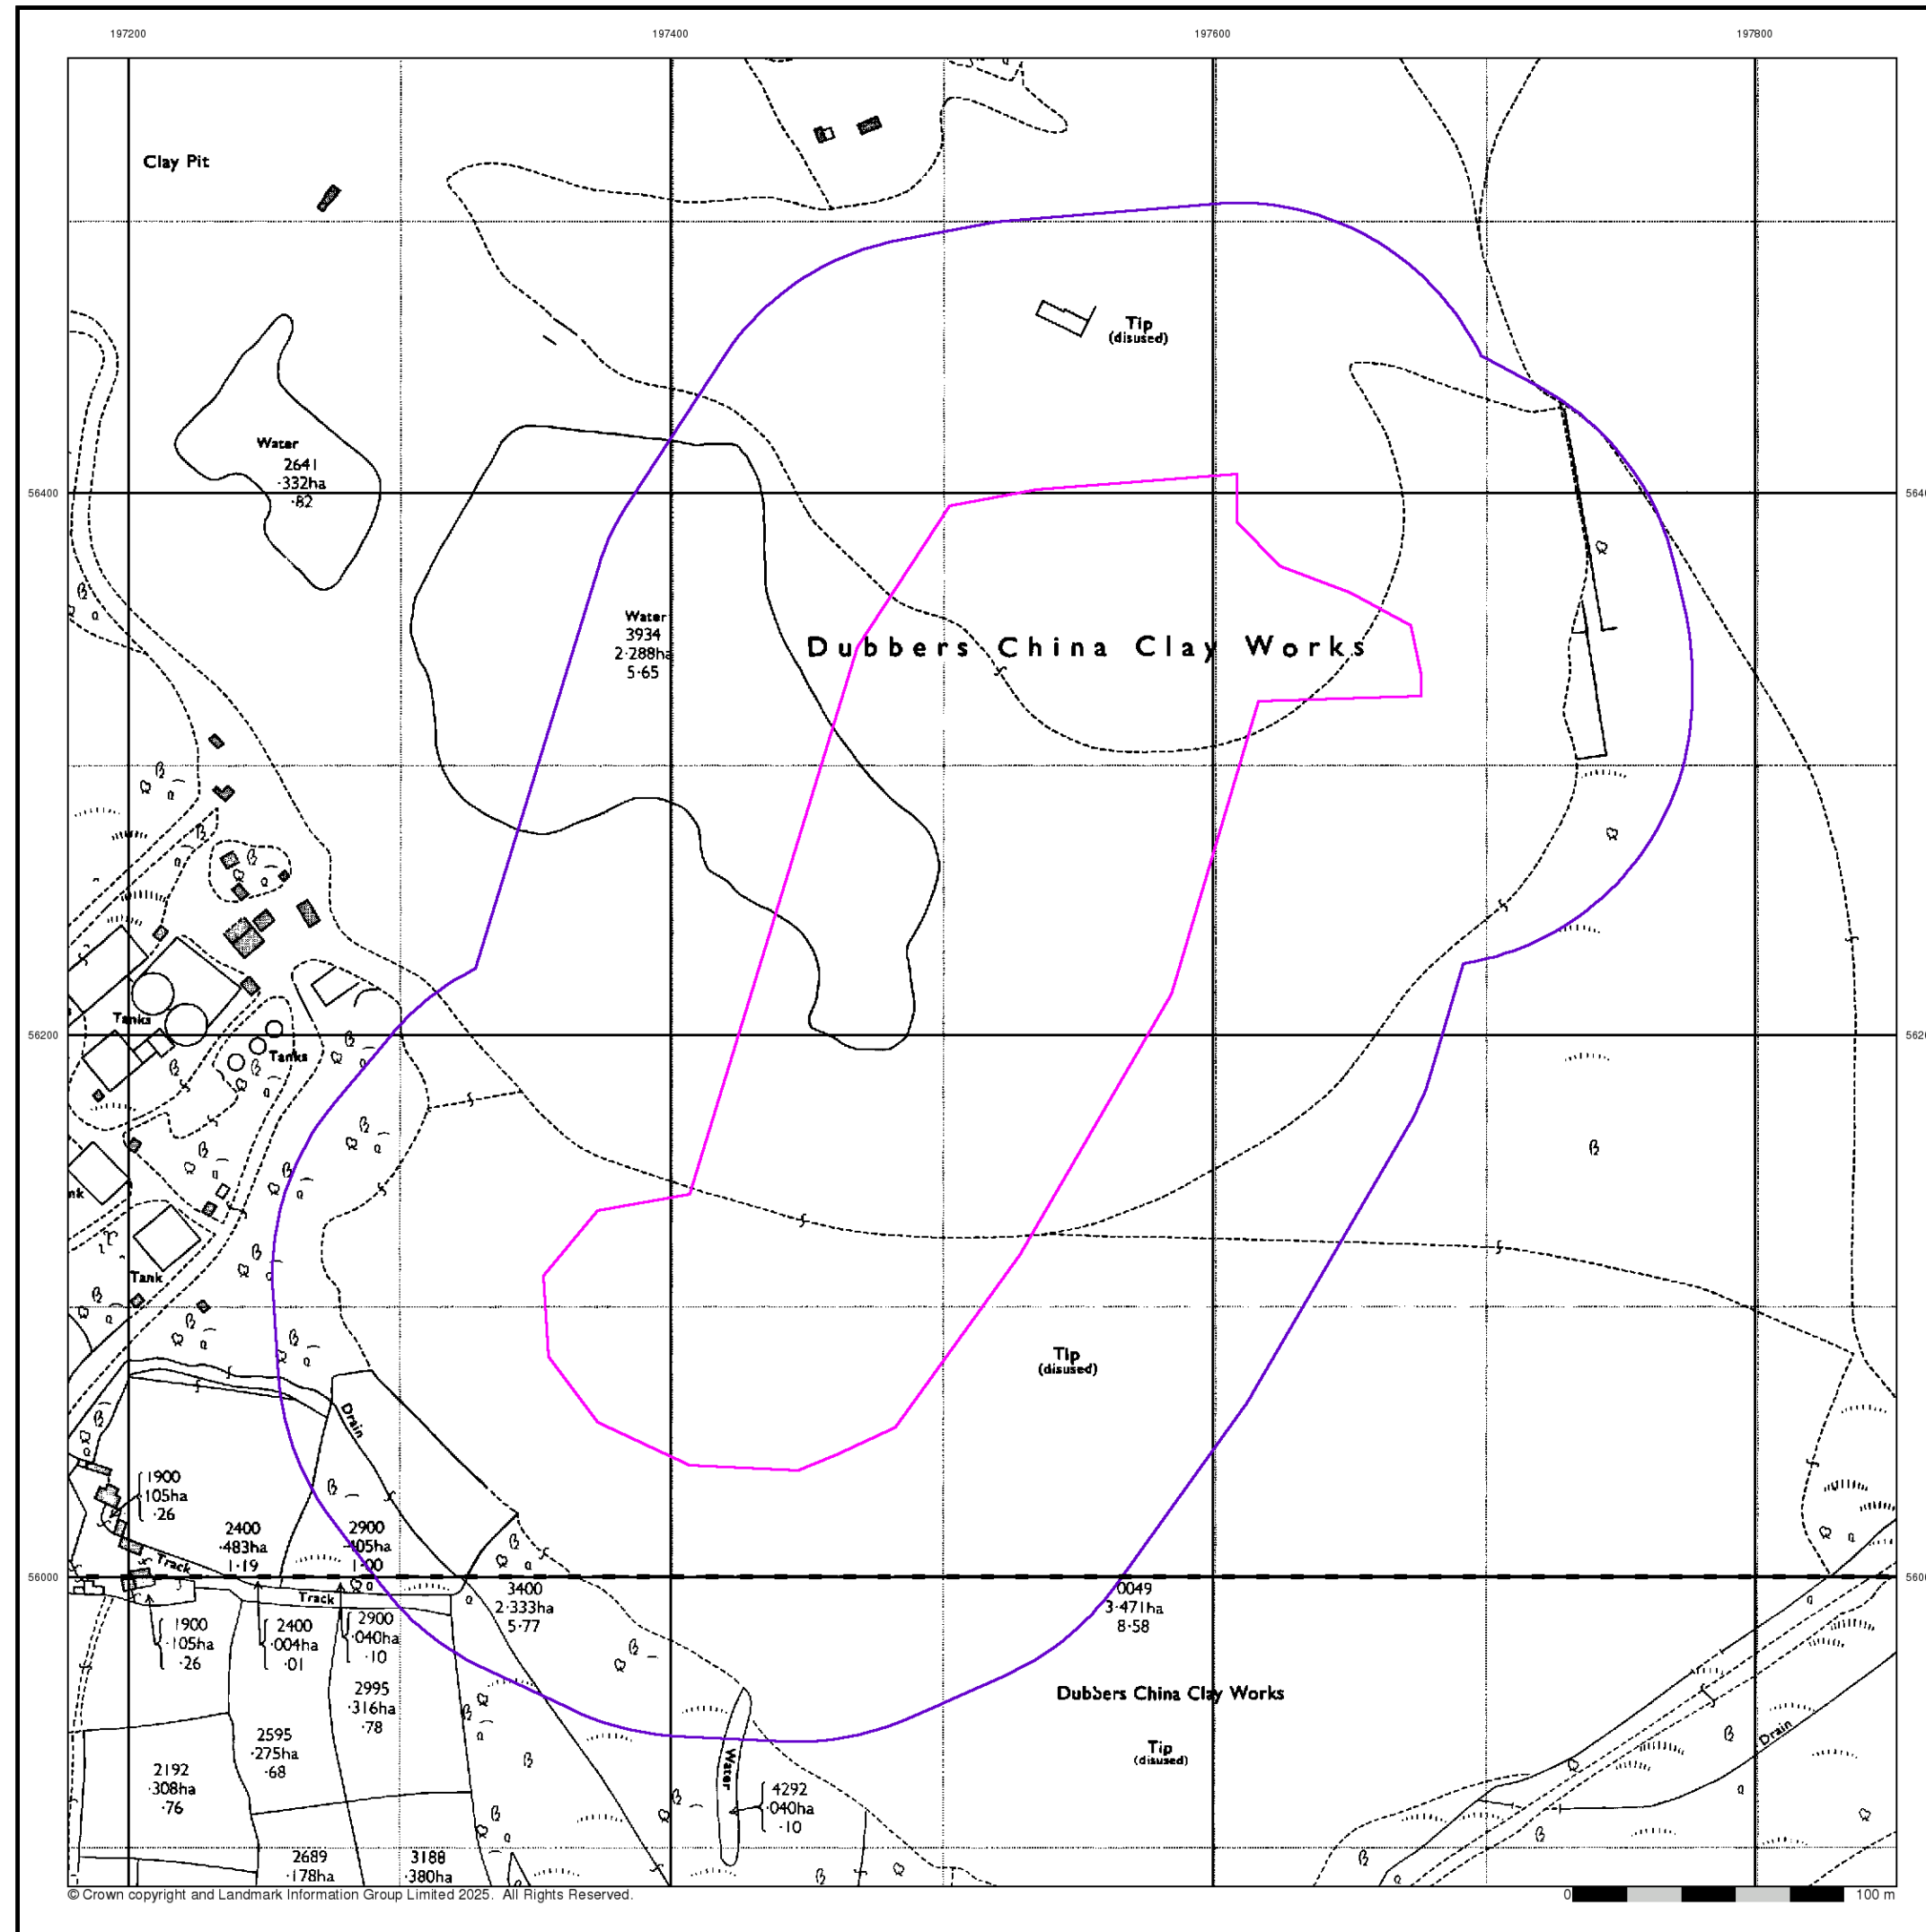 197200
197400
197600
197800
Clay Pit
Tip
(disused)
Water
2641
·332ha
·82
56400
Water
3934
2·288ha
5·65
Dubbers China Clay Works
Tanks
Tanks
56200
Tank
Tip
(disused)
Drain
1900
·105ha
·26
2400
·483ha
1·19
2900
·405ha
1·00
Track
56000
Track
3400
2·333ha
5·77
0049
3·471ha
8·58
1900
·105ha
·26
2400
·004ha
·01
2900
·040ha
·10
2995
·316ha
·78
Dubbers China Clay Works
2595
·275ha
·68
Tip
(disused)
Drain
2192
·308ha
·76
Water
4292
·040ha
·10
2689
·178ha
3188
·380ha
© Crown copyright and Landmark Information Group Limited 2025. All Rights Reserved.
0
100 m